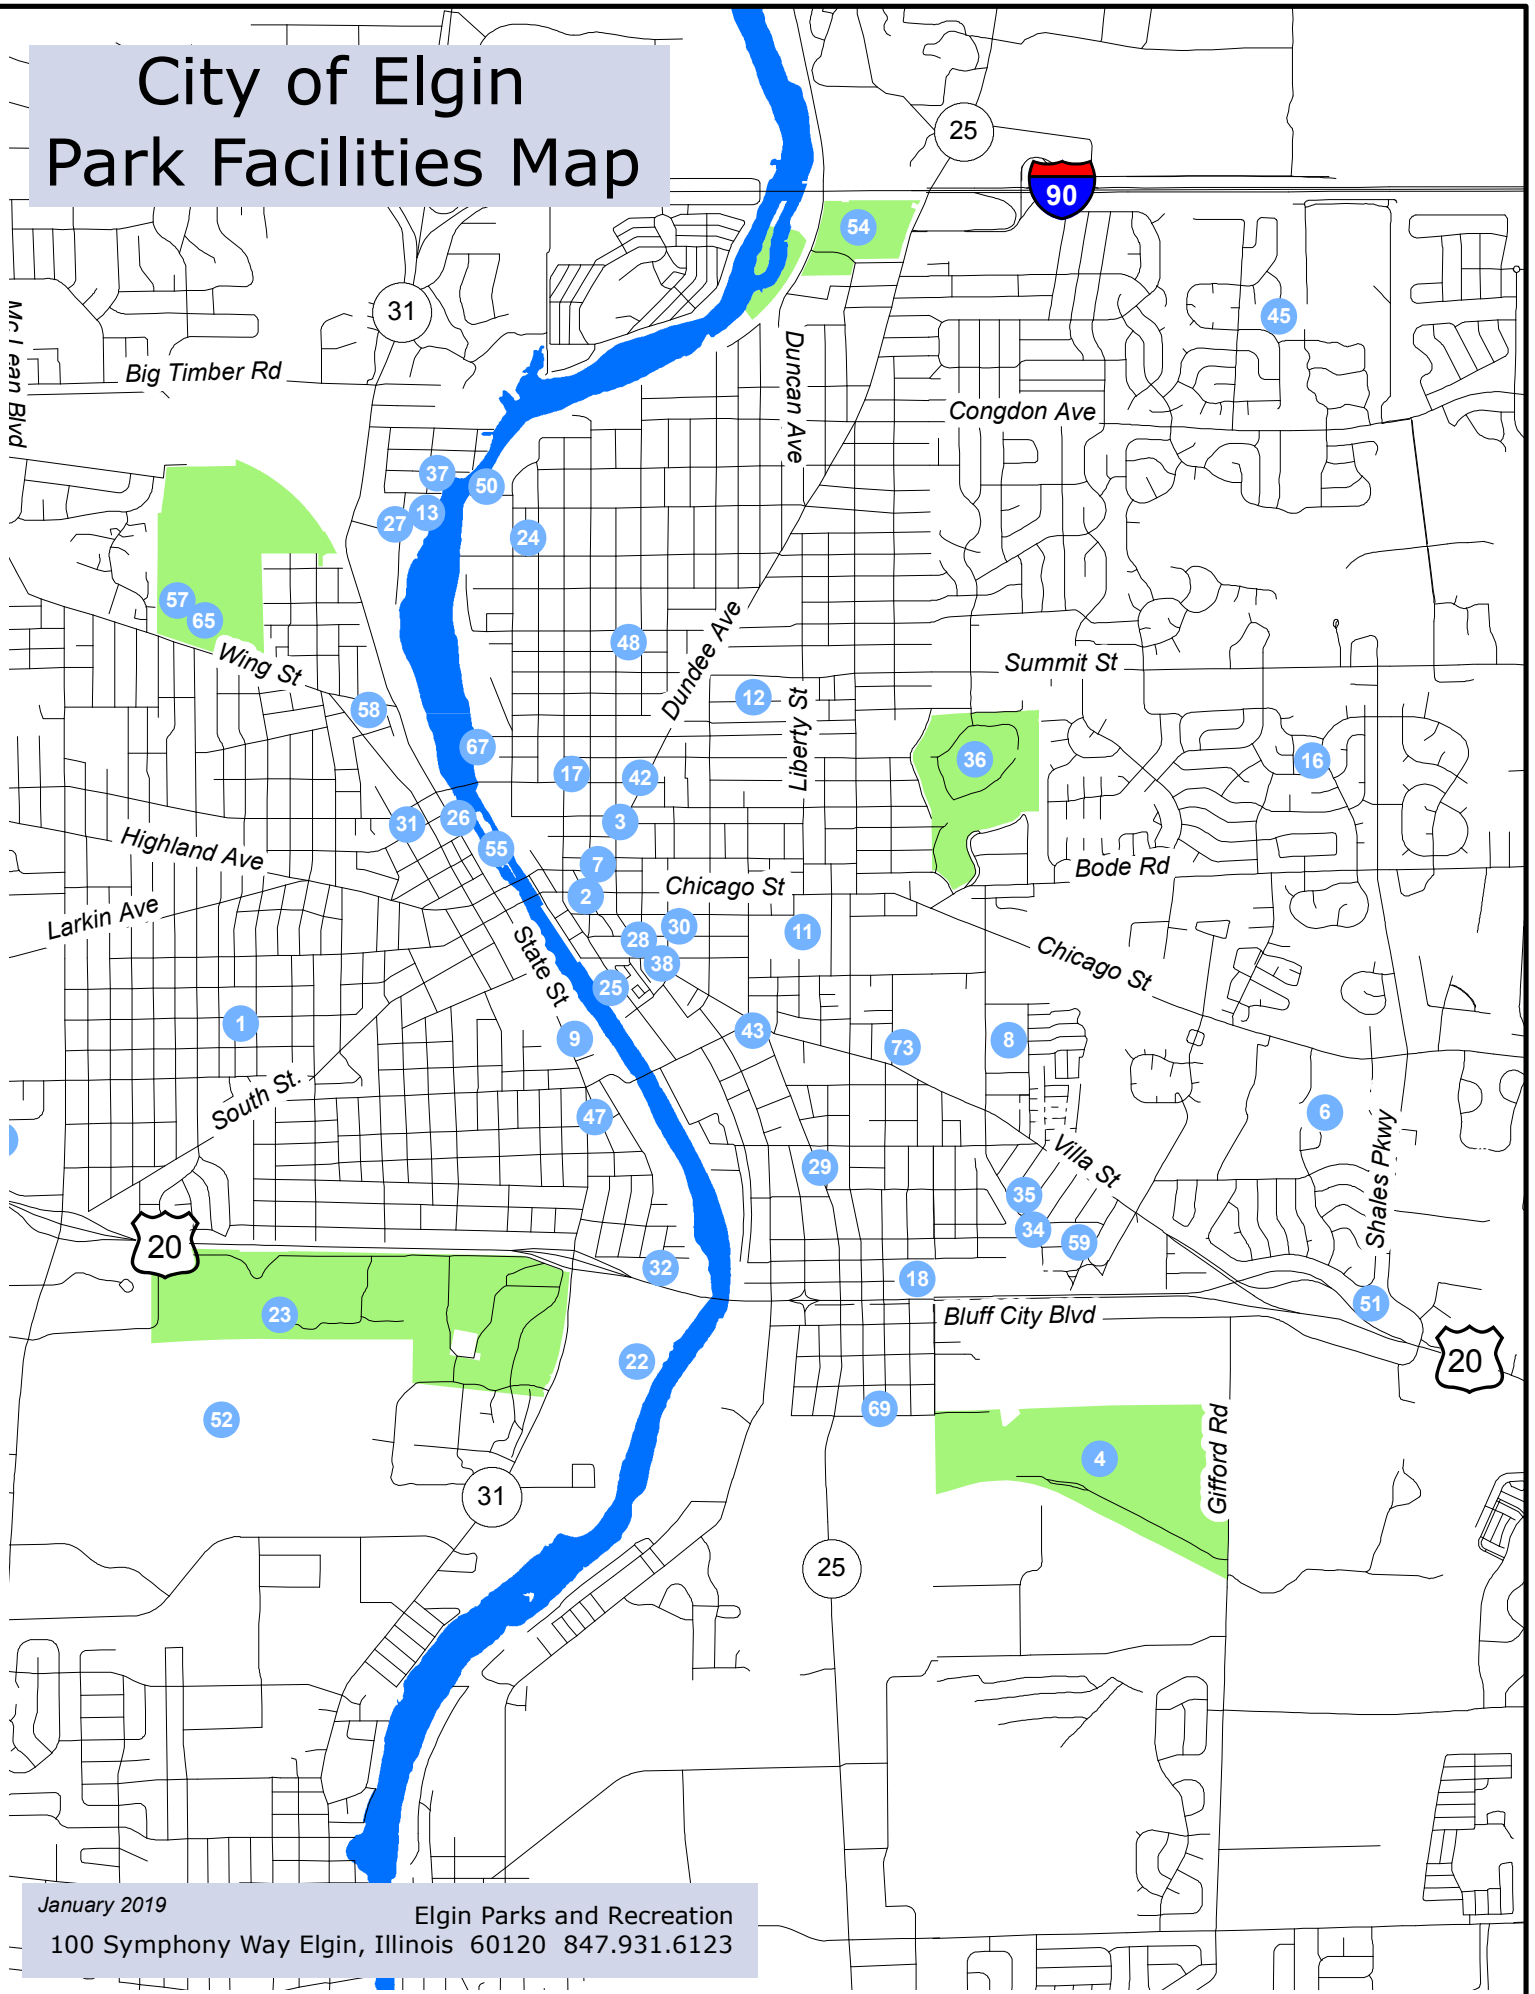 City of Elgin
Park Facilities Map
25
90
54
45
31
Mc Lean Blvd
Big Timber Rd
Duncan Ave
Congdon Ave
37
50
13
27
24
57
65
Wing St
48
Dundee Ave
Summit St
12
Liberty St
58
67
17
42
36
16
31
26
3
55
Highland Ave
7
Chicago St
Bode Rd
2
Larkin Ave
30
28
11
38
State St
Chicago St
25
1
9
43
73
8
South St.
47
6
Villa St
Shales Pkwy
29
35
34
59
20
32
18
23
Bluff City Blvd
51
20
22
52
69
4
Gifford Rd
31
25
January 2019
Elgin Parks and Recreation
100 Symphony Way Elgin, Illinois 60120 847.931.6123